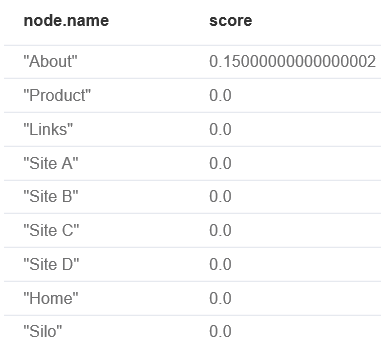 node.name score
"About" 0.15000000000000002
"Product" 0.0
"Links" 0.0
"Site A" 0.0
"Site B" 0.0
"Site C" 0.0
"Site D" 0.0
"Home" 0.0
"Silo" 0.0